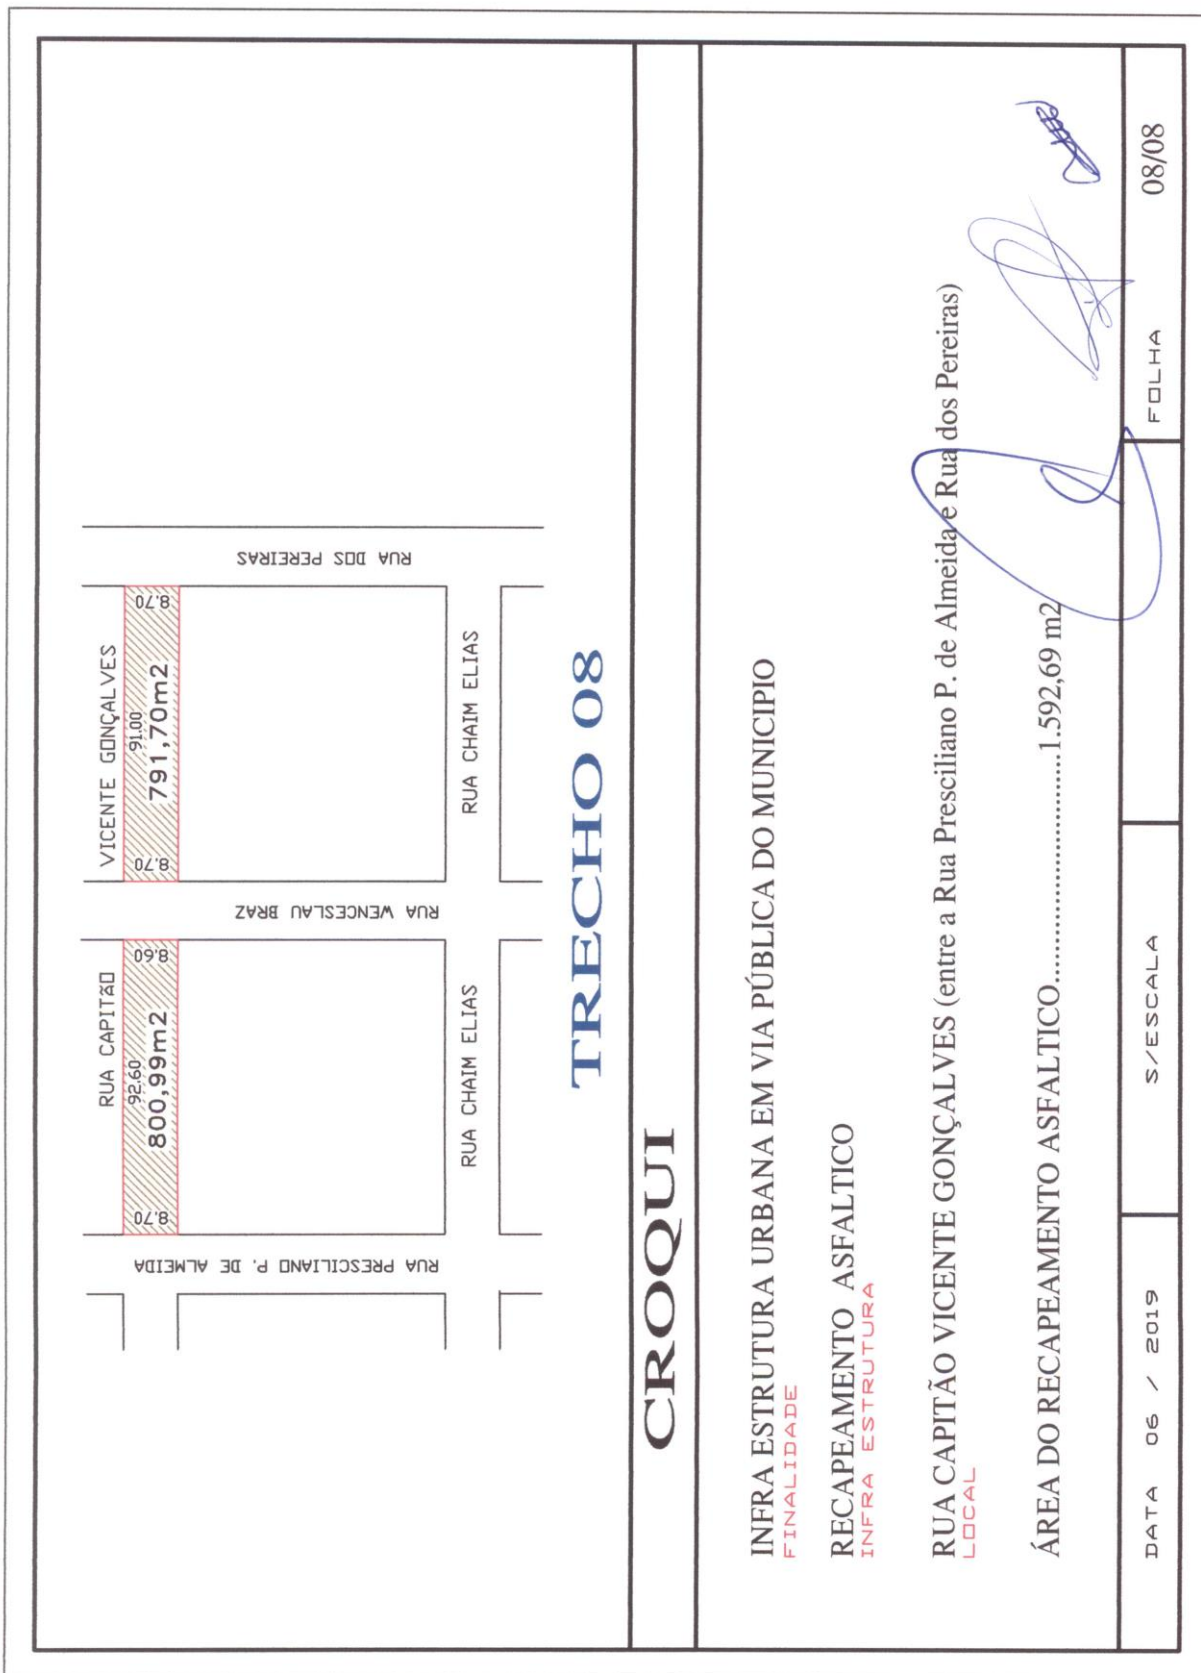 RUA CAPITÃO
VICENTE GONÇALVES
92.60
91.00
8.70
800,99m2
8.60
8.70
791,70m2
8.70
RUA PRESCILIANO P. DE ALMEIDA
RUA WENCESLAU BRAZ
RUA DOS PEREIRAS
RUA CHAIM ELIAS
RUA CHAIM ELIAS
TRECHO 08
CROQUI
INFRA ESTRUTURA URBANA EM VIA PÚBLICA DO MUNICIPIO
FINALIDADE
RECAPEAMENTO ASFALTICO
INFRA ESTRUTURA
RUA CAPITÃO VICENTE GONÇALVES (entre a Rua Presciliano P. de Almeida e Rua dos Pereiras)
LOCAL
ÁREA DO RECAPEAMENTO ASFALTICO..........................................1.592,69 m2
DATA 06 / 2019
S/ESCALA
FOLHA 08/08